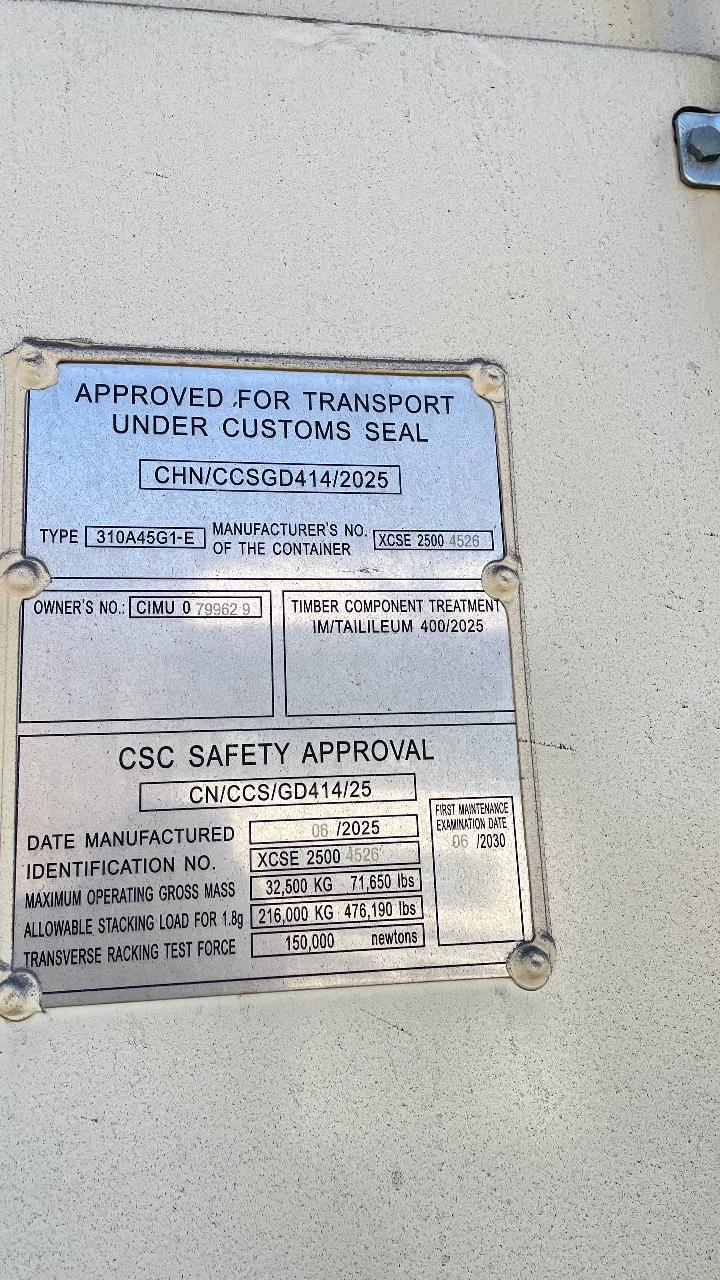 APPROVED FOR TRANSPORT
UNDER CUSTOMS SEAL
CHN/CCSGD414/2025
TYPE 310A45G1-E MANUFACTURER'S NO. OF THE CONTAINER XCSE 2500 4526
OWNER'S NO.: CIMU 0 79962 9
TIMBER COMPONENT TREATMENT
IM/TAILILEUM 400/2025
CSC SAFETY APPROVAL
CN/CCS/GD414/25
DATE MANUFACTURED 06 /2025
IDENTIFICATION NO. XCSE 2500 4526
MAXIMUM OPERATING GROSS MASS 32,500 KG 71,650 lbs
ALLOWABLE STACKING LOAD FOR 1.8g 216,000 KG 476,190 lbs
TRANSVERSE RACKING TEST FORCE 150,000 newtons
FIRST MAINTENANCE
EXAMINATION DATE
06 /2030